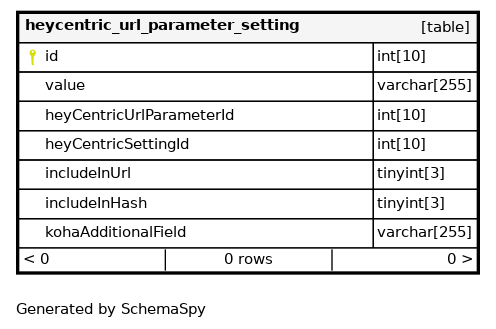 heycentric_url_parameter_setting [table]
id int[10]
value varchar[255]
heyCentricUrlParameterId int[10]
heyCentricSettingId int[10]
includeInUrl tinyint[3]
includeInHash tinyint[3]
kohaAdditionalField varchar[255]
< 0 0 rows 0 >
Generated by SchemaSpy